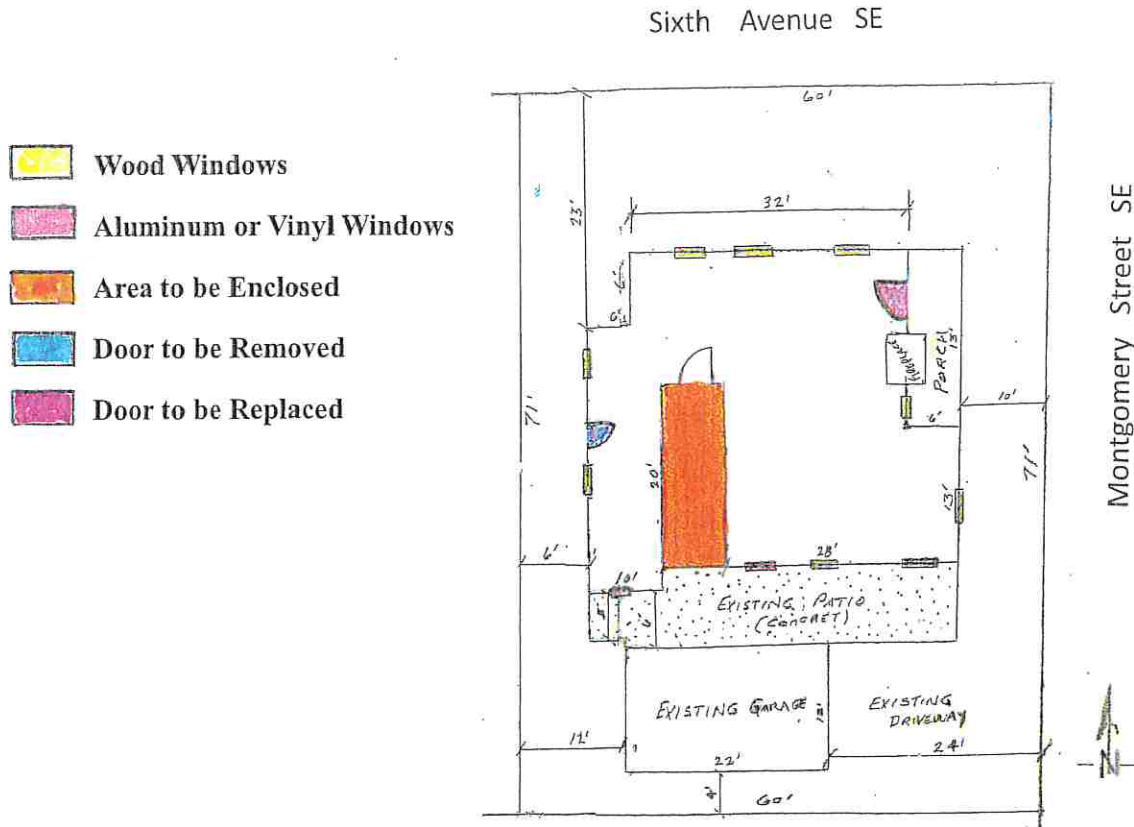 Sixth Avenue SE
Wood Windows
Aluminum or Vinyl Windows
Area to be Enclosed
Door to be Removed
Door to be Replaced
Montgomery Street SE
60'
23'
32'
6'
6'
71'
PORCH
13'
6'
10'
71'
20'
13'
6'
10'
28'
EXISTING PATIO
(CONCRET)
6'
EXISTING GARAGE
EXISTING
DRIVEWAY
24'
22'
60'
N